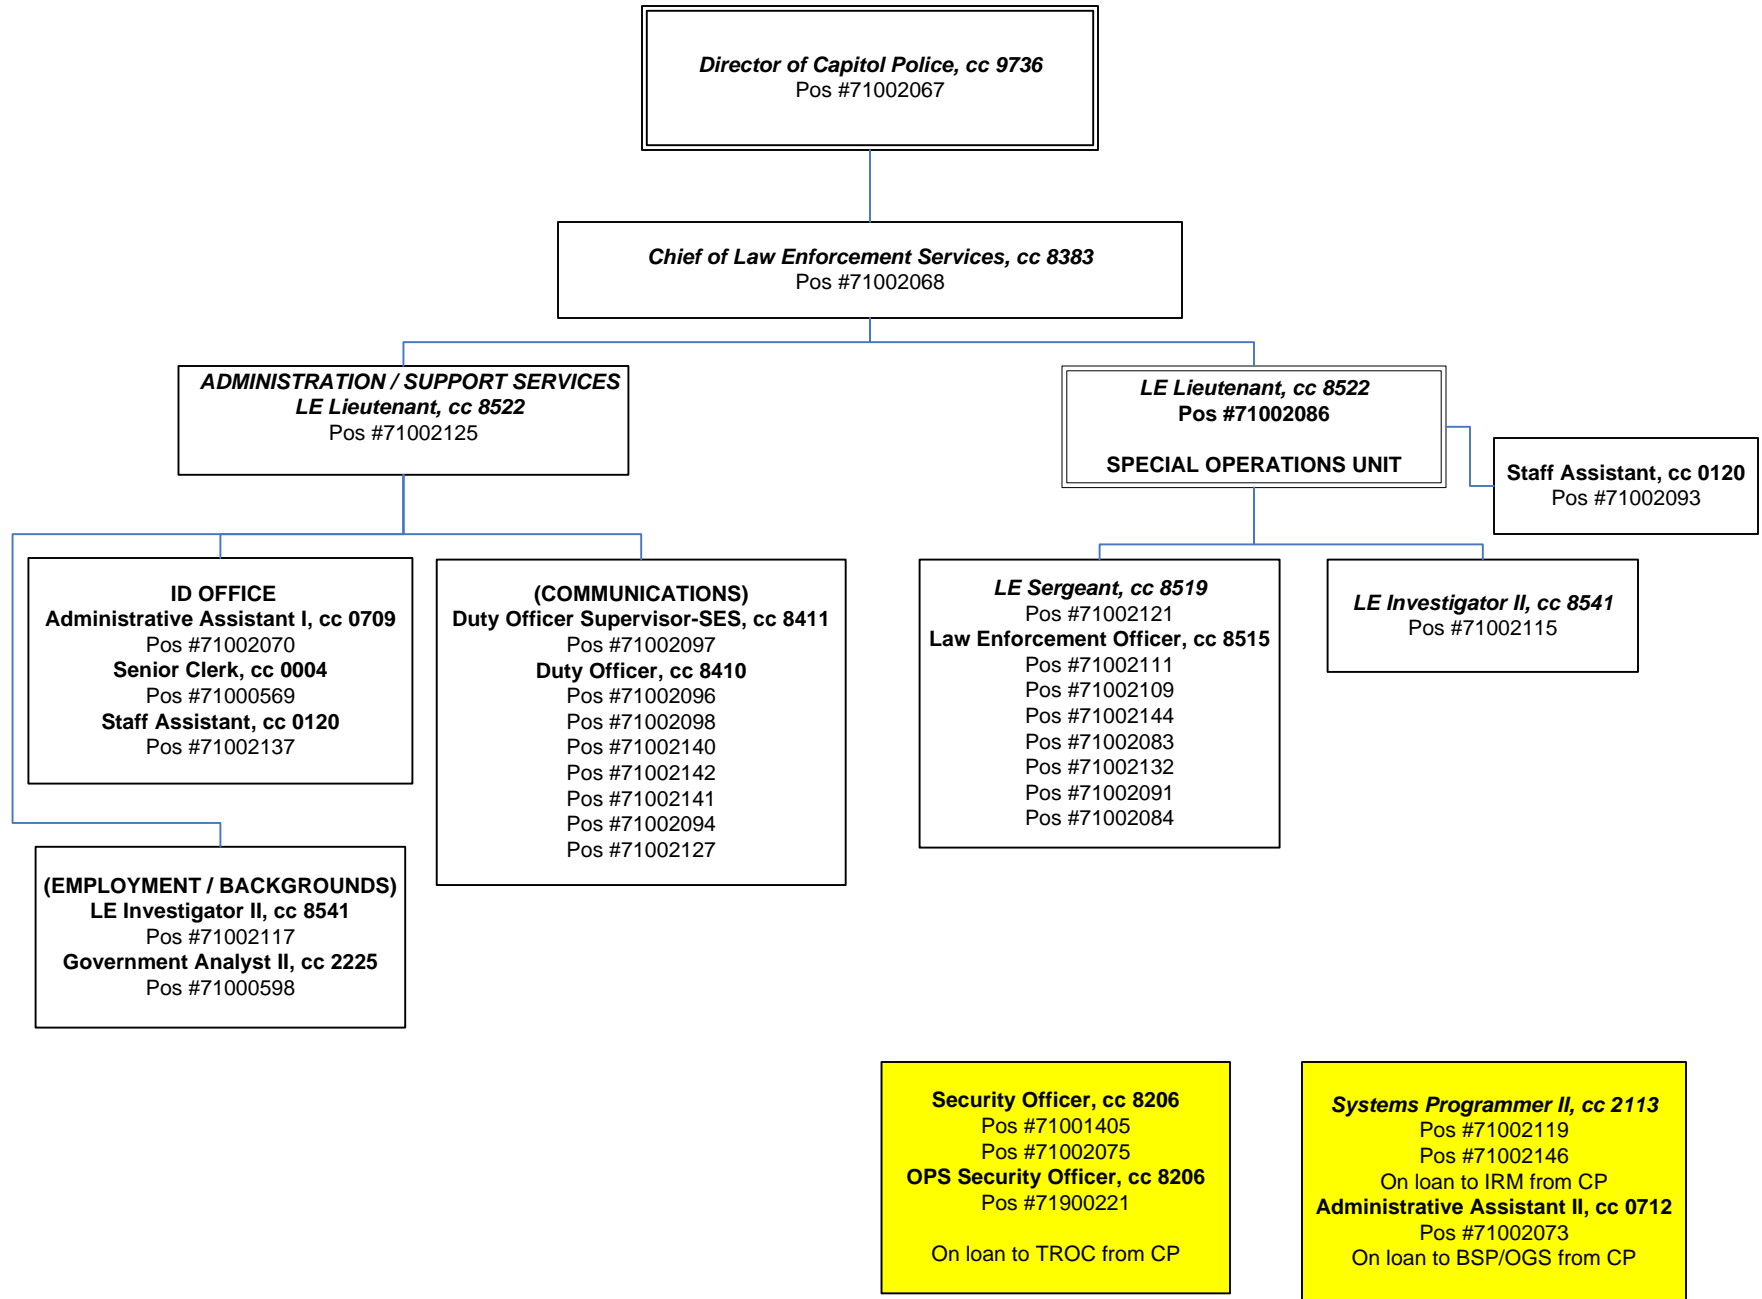 Director of Capitol Police, cc 9736
Pos #71002067
Chief of Law Enforcement Services, cc 8383
Pos #71002068
ADMINISTRATION / SUPPORT SERVICES
LE Lieutenant, cc 8522
Pos #71002125
LE Lieutenant, cc 8522
Pos #71002086
SPECIAL OPERATIONS UNIT
Staff Assistant, cc 0120
Pos #71002093
ID OFFICE
Administrative Assistant I, cc 0709
Pos #71002070
Senior Clerk, cc 0004
Pos #71000569
Staff Assistant, cc 0120
Pos #71002137
(COMMUNICATIONS)
Duty Officer Supervisor-SES, cc 8411
Pos #71002097
Duty Officer, cc 8410
Pos #71002096
Pos #71002098
Pos #71002140
Pos #71002142
Pos #71002141
Pos #71002094
Pos #71002127
LE Sergeant, cc 8519
Pos #71002121
Law Enforcement Officer, cc 8515
Pos #71002111
Pos #71002109
Pos #71002144
Pos #71002083
Pos #71002132
Pos #71002091
Pos #71002084
LE Investigator II, cc 8541
Pos #71002115
(EMPLOYMENT / BACKGROUNDS)
LE Investigator II, cc 8541
Pos #71002117
Government Analyst II, cc 2225
Pos #71000598
Security Officer, cc 8206
Pos #71001405
Pos #71002075
OPS Security Officer, cc 8206
Pos #71900221
On loan to TROC from CP
Systems Programmer II, cc 2113
Pos #71002119
Pos #71002146
On loan to IRM from CP
Administrative Assistant II, cc 0712
Pos #71002073
On loan to BSP/OGS from CP